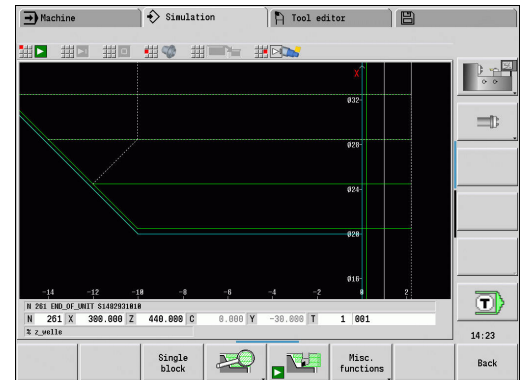 Machine
Simulation
Tool editor
X
ø32
ø28
ø24
ø20
ø16
-14 -12 -10 -8 -6 -4 -2 0 2
N 261 END_OF_UNIT S1482931010
N 261 X 300.000 Z 440.000 C 0.000 Y -30.000 T 1 001
% z_welle
T
14:23
Single block
Misc. functions
Back